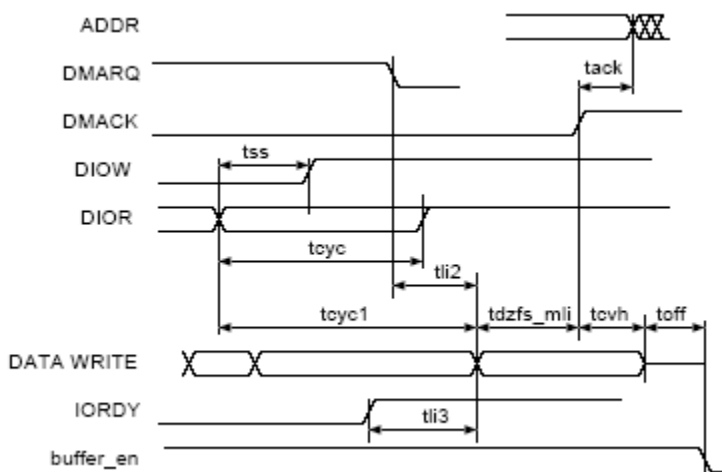 ADDR
DMARQ
tack
DMACK
tss
DIOW
DIOR
tcyc
tli2
tcyc1 tdzfs_mli tcvh toff
DATA WRITE
IORDY
tli3
buffer_en